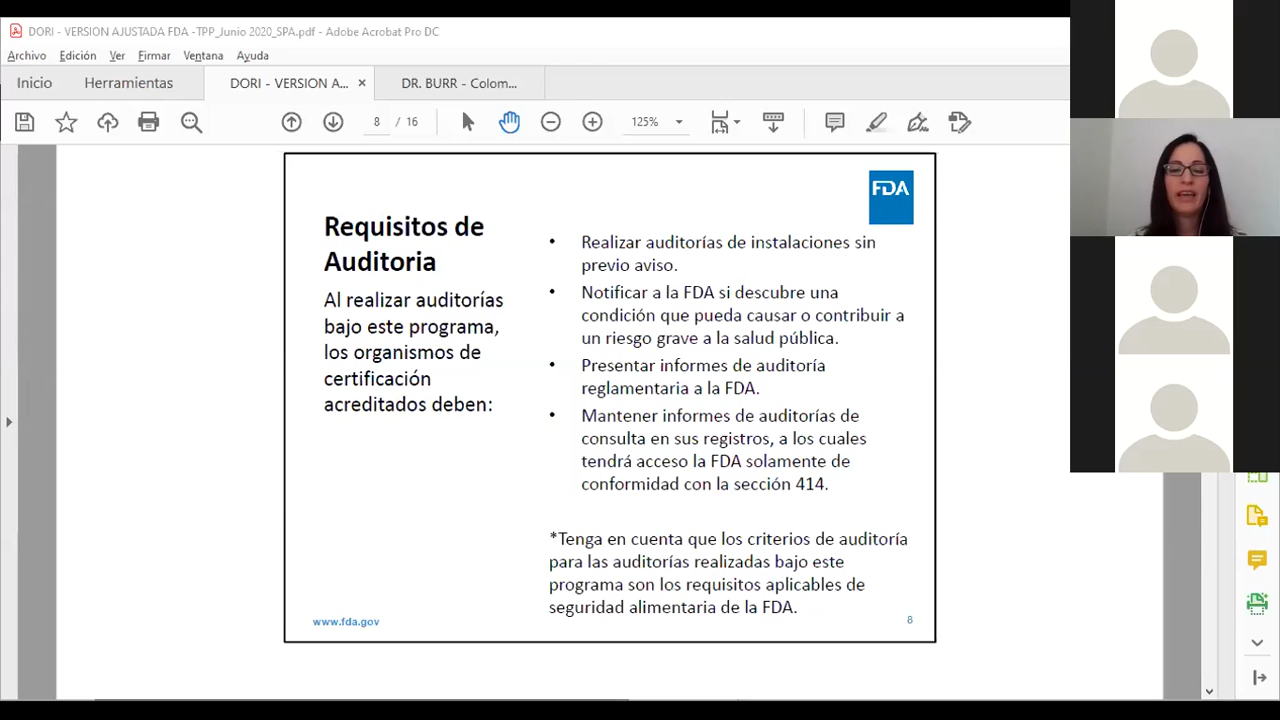 DORI - VERSION AJUSTADA FDA -TPP_Junio 2020_SPA.pdf - Adobe Acrobat Pro DC
Archivo Edición Ver Firmar Ventana Ayuda
Inicio Herramientas DORI - VERSION A... × DR. BURR - Colom...
8 / 16 125%
FDA
Requisitos de
Auditoria
Al realizar auditorías
bajo este programa,
los organismos de
certificación
acreditados deben:
• Realizar auditorías de instalaciones sin
previo aviso.
• Notificar a la FDA si descubre una
condición que pueda causar o contribuir a
un riesgo grave a la salud pública.
• Presentar informes de auditoría
reglamentaria a la FDA.
• Mantener informes de auditorías de
consulta en sus registros, a los cuales
tendrá acceso la FDA solamente de
conformidad con la sección 414.
*Tenga en cuenta que los criterios de auditoría
para las auditorías realizadas bajo este
programa son los requisitos aplicables de
seguridad alimentaria de la FDA.
www.fda.gov 8